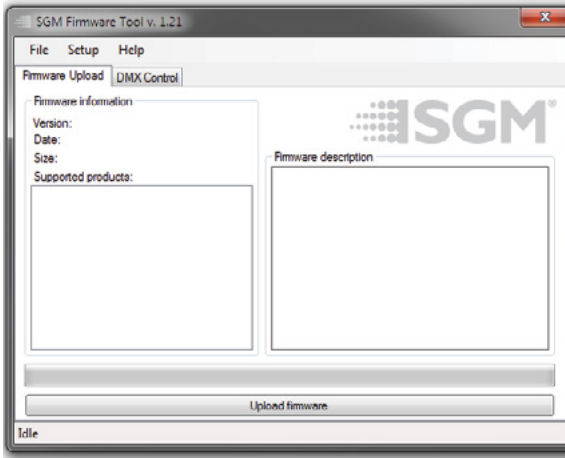 SGM Firmware Tool v. 1.21
File Setup Help
Firmware Upload DMX Control
Firmware information
Version:
Date:
Size:
Supported products:
SGM®
Firmware description
Upload firmware
Idle